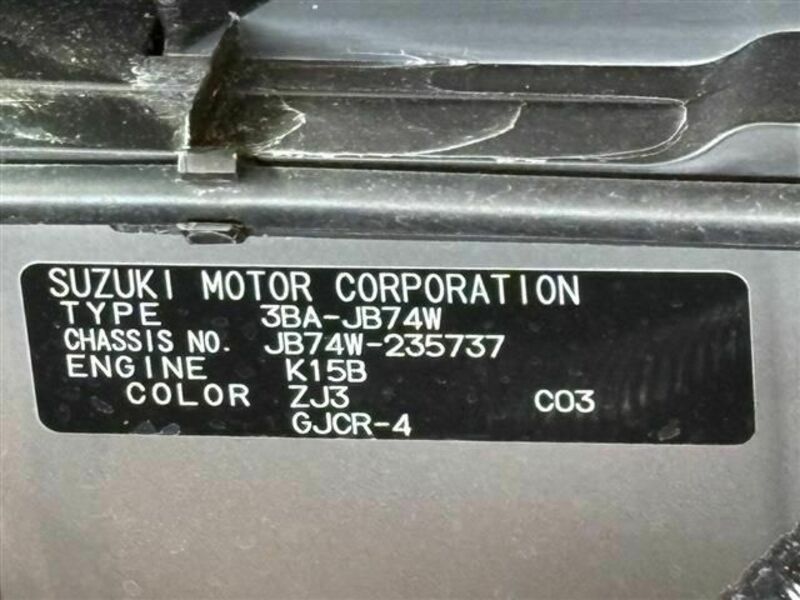 SUZUKI MOTOR CORPORATION
TYPE 3BA-JB74W
CHASSIS NO. JB74W-235737
ENGINE K15B
COLOR ZJ3 C03
GJCR-4